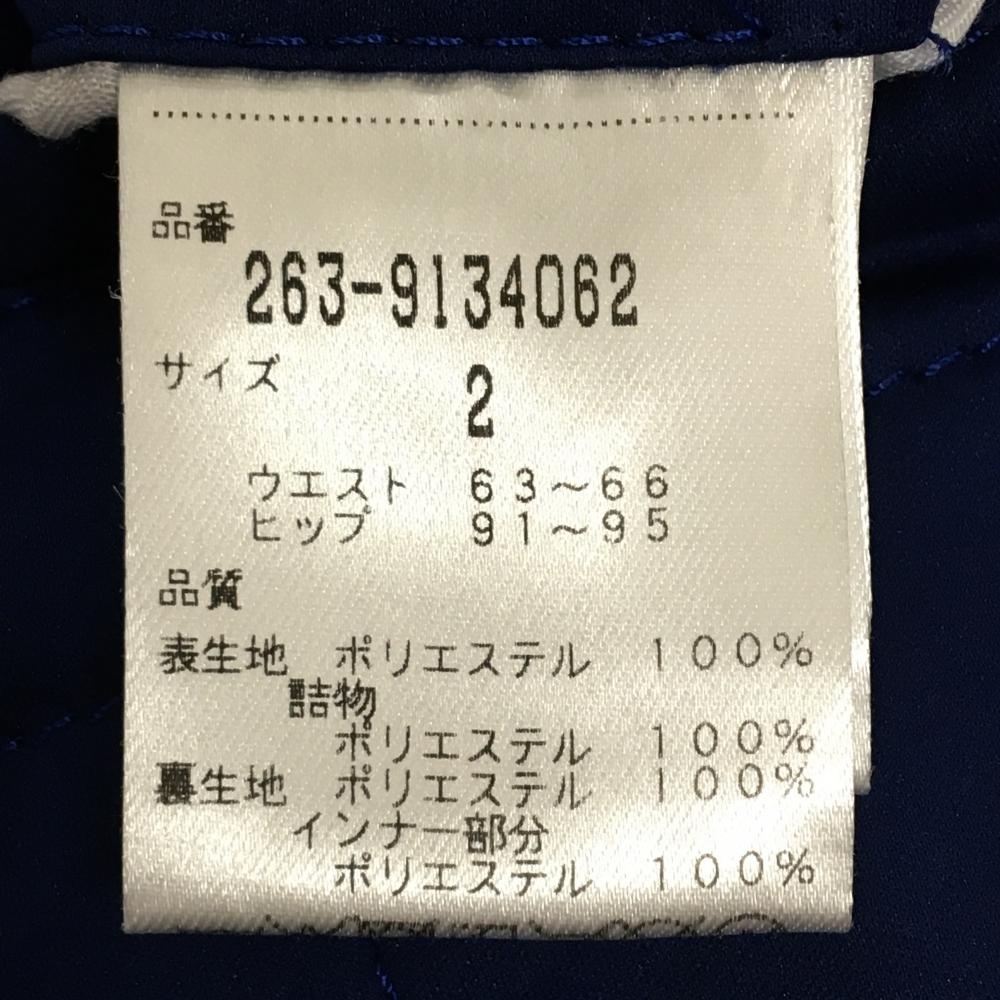 品番
263-9134062
サイズ 2
ウエスト 63～66
ヒップ 91～95
品質
表生地 ポリエステル 100%
詰物
ポリエステル 100%
裏生地 ポリエステル 100%
インナー部分
ポリエステル 100%